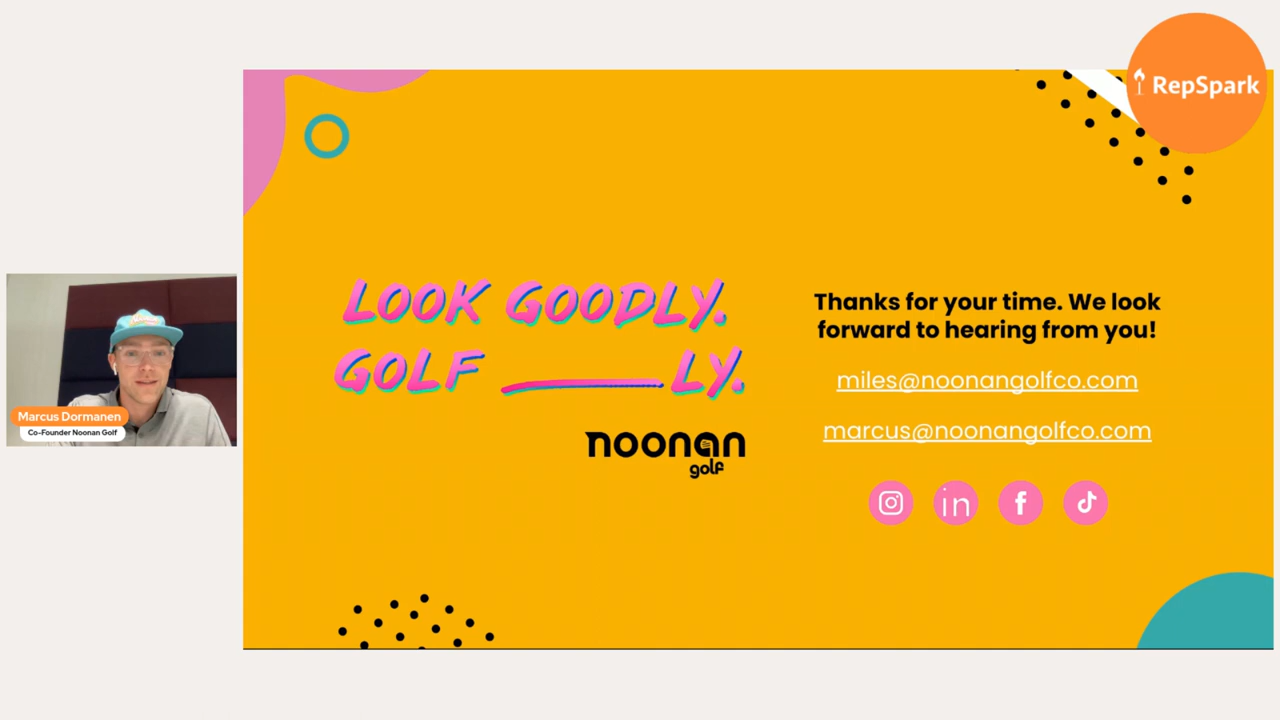 RepSpark
LOOK GOODLY.
GOLF ______LY.
noonan
golf
Thanks for your time. We look
forward to hearing from you!
miles@noonangolfco.com
marcus@noonangolfco.com
in
f
Marcus Dormanen
Co-Founder Noonan Golf